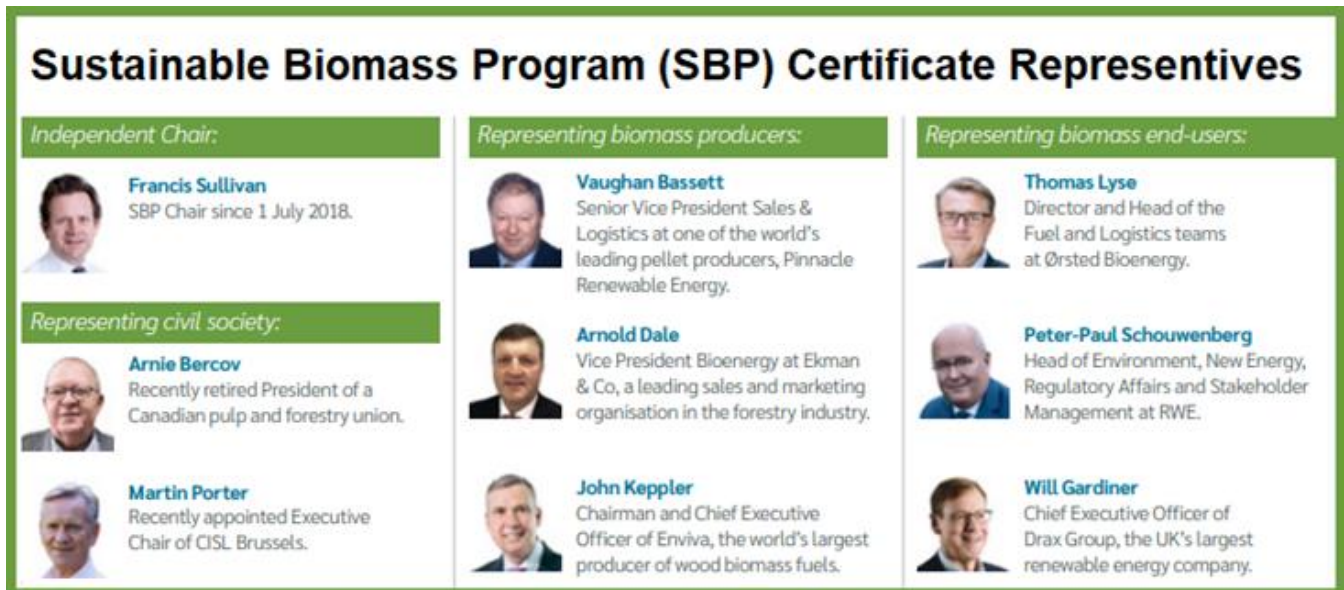 Sustainable Biomass Program (SBP) Certificate Representives
Independent Chair:
Francis Sullivan
SBP Chair since 1 July 2018.
Representing civil society:
Arnie Bercov
Recently retired President of a
Canadian pulp and forestry union.
Martin Porter
Recently appointed Executive
Chair of CISL Brussels.
Representing biomass producers:
Vaughan Bassett
Senior Vice President Sales &
Logistics at one of the world's
leading pellet producers, Pinnacle
Renewable Energy.
Arnold Dale
Vice President Bioenergy at Ekman
& Co, a leading sales and marketing
organisation in the forestry industry.
John Keppler
Chairman and Chief Executive
Officer of Enviva, the world's largest
producer of wood biomass fuels.
Representing biomass end-users:
Thomas Lyse
Director and Head of the
Fuel and Logistics teams
at Ørsted Bioenergy.
Peter-Paul Schouwenberg
Head of Environment, New Energy,
Regulatory Affairs and Stakeholder
Management at RWE.
Will Gardiner
Chief Executive Officer of
Drax Group, the UK's largest
renewable energy company.